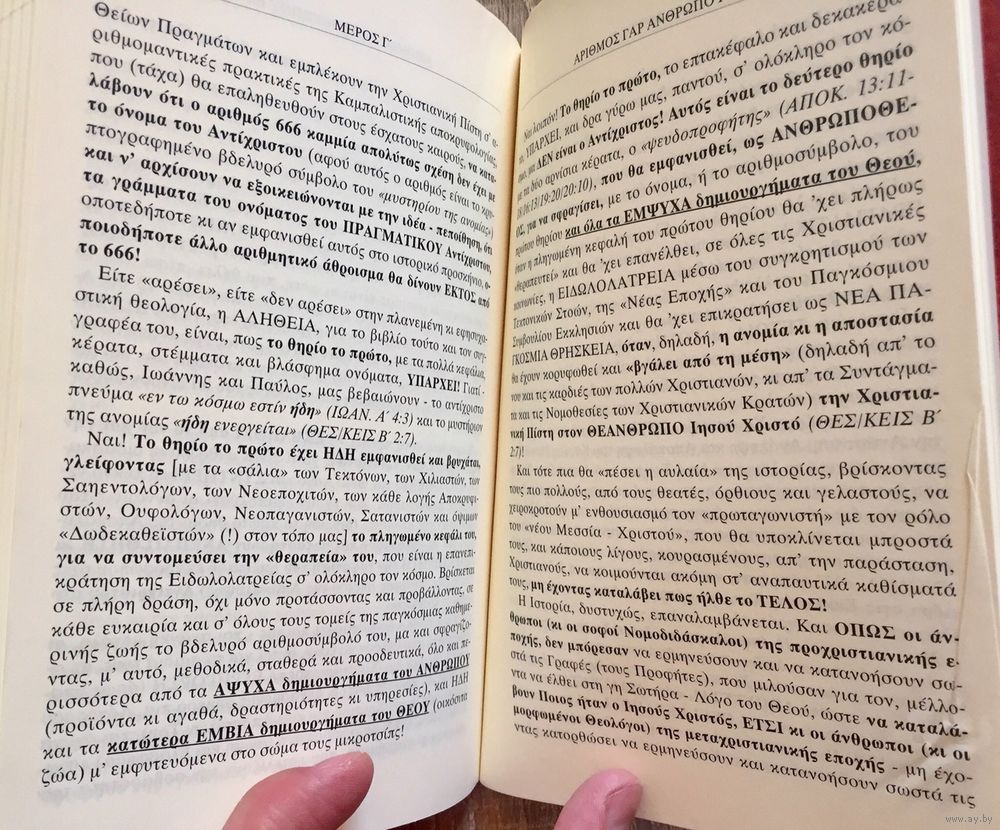 ΜΕΡΟΣ Γ´
Θείων Πραγμάτων και εμπλέκουν την Χριστιανική Πίστη σ' α-
ριθμομαντικές πρακτικές της Καμπαλιστικής αποκρυφολογίας,
που (τάχα) θα επαληθευθούν στους έσχατους καιρούς, να κατα-
λάβουν ότι ο αριθμός 666 καμμία απολύτως σχέση δεν έχει με
το όνομα του Αντίχριστου (αφού αυτός ο αριθμός είναι το κρυ-
πτογραφημένο βδελυρό σύμβολο του «μυστηρίου της ανομίας»)
και ν' αρχίσουν να εξοικειώνονται με την ιδέα - πεποίθηση, ότι
τα γράμματα του ονόματος του ΠΡΑΓΜΑΤΙΚΟΥ Αντίχριστου,
οποτεδήποτε κι αν εμφανισθεί αυτός στο ιστορικό προσκήνιο, ο-
ποιοδήποτε άλλο αριθμητικό άθροισμα θα δίνουν ΕΚΤΟΣ από
το 666!
Είτε «αρέσει», είτε «δεν αρέσει» στην πλανεμένη κι εφησυχα-
στική θεολογία, η ΑΛΗΘΕΙΑ, για το βιβλίο τούτο και τον συγ-
γραφέα του, είναι, πως το θηρίο το πρώτο, με τα πολλά κεφάλια,
κέρατα, στέμματα και βλάσφημα ονόματα, ΥΠΑΡΧΕΙ! Γιατί -
καθώς, Ιωάννης και Παύλος, μας βεβαιώνουν - το αντίχριστο
πνεύμα «εν τω κόσμω εστίν ήδη» (ΙΩΑΝ. Α´ 4:3) και το μυστήριον
της ανομίας «ήδη ενεργείται» (ΘΕΣ/ΚΕΙΣ Β´ 2:7).
Ναι! Το θηρίο το πρώτο έχει ΗΔΗ εμφανισθεί και βρυχάται,
γλείφοντας [με τα «σάλια» των Τεκτόνων, των Χιλιαστών, των
Σαηεντολόγων, των Νεοεποχιτών, των κάθε λογής Αποκρυφι-
στών, Ουφολόγων, Νεοπαγανιστών, Σατανιστών και όψιμων
«Δωδεκαθεϊστών» (!) στον τόπο μας] το πληγωμένο κεφάλι του,
για να συντομεύσει την «θεραπεία» του, που είναι η επανεπι-
κράτηση της Ειδωλολατρείας σ' ολόκληρο τον κόσμο. Βρίσκεται
σε πλήρη δράση, όχι μόνο προτάσσοντας και προβάλλοντας, σε
κάθε ευκαιρία και σ' όλους τους τομείς της παγκόσμιας καθημε-
ρινής ζωής το βδελυρό αριθμοσύμβολό του, μα και σφραγίζο-
ντας, μ' αυτό, μεθοδικά, σταθερά και προοδευτικά, όλο και πε-
ρισσότερα από τα ΑΨΥΧΑ δημιουργήματα του ΑΝΘΡΩΠΟΥ
(προϊόντα κι αγαθά, δραστηριότητες κι υπηρεσίες), και ΗΔΗ
και τα κατώτερα ΕΜΒΙΑ δημιουργήματα του ΘΕΟΥ (οικόσιτα
ζώα) μ' εμφυτευόμενα στο σώμα τους μικροτσίπς!
ΑΡΙΘΜΟΣ ΓΑΡ ΑΝΘΡΩΠΟ
Ναι λοιπόν! Το θηρίο το πρώτο, το επτακέφαλο και δεκακέρα
ΥΠΑΡΧΕΙ, και δρα γύρω μας, παντού, σ' ολόκληρο τον κό-
ΔΕΝ είναι ο Αντίχριστος! Αυτός είναι το δεύτερο θηρίο
με τα δύο αρνίσια κέρατα, ο «ψευδοπροφήτης» (ΑΠΟΚ. 13:11-
16:13/19:20/20:10), που θα εμφανισθεί, ως ΑΝΘΡΩΠΟΘΕ-
ΟΣ, για να σφραγίσει, με το όνομα, ή το αριθμοσύμβολο, του
πρώτου θηρίου και όλα τα ΕΜΨΥΧΑ δημιουργήματα του Θεού,
όταν η πληγωμένη κεφαλή του πρώτου θηρίου θα 'χει πλήρως
«θεραπευτεί» και θα 'χει επανέλθει, σε όλες τις Χριστιανικές
κοινωνίες, η ΕΙΔΩΛΟΛΑΤΡΕΙΑ μέσω του συγκρητισμού των
Τεκτονικών Στοών, της «Νέας Εποχής» και του Παγκόσμιου
Συμβουλίου Εκκλησιών και θα 'χει επικρατήσει ως ΝΕΑ ΠΑ-
ΓΚΟΣΜΙΑ ΘΡΗΣΚΕΙΑ, όταν, δηλαδή, η ανομία κι η αποστασία
θα έχουν κορυφωθεί και «βγάλει από τη μέση» (δηλαδή απ' το
νου και τις καρδιές των πολλών Χριστιανών, κι απ' τα Συντάγμα-
τα και τις Νομοθεσίες των Χριστιανικών Κρατών) την Χριστια-
νική Πίστη στον ΘΕΑΝΘΡΩΠΟ Ιησού Χριστό (ΘΕΣ/ΚΕΙΣ Β´
2:7)!
Και τότε πια θα «πέσει η αυλαία» της ιστορίας, βρίσκοντας
τους πιο πολλούς, από τους θεατές, όρθιους και γελαστούς, να
χειροκροτούν μ' ενθουσιασμό τον «πρωταγωνιστή» με τον ρόλο
του «νέου Μεσσία - Χριστού», που θα υποκλίνεται μπροστά
τους, και κάποιους λίγους, κουρασμένους, απ' την παράσταση,
Χριστιανούς, να κοιμούνται ακόμη στ' αναπαυτικά καθίσματά
τους, μη έχοντας καταλάβει πως ήλθε το ΤΕΛΟΣ!
Η Ιστορία, δυστυχώς, επαναλαμβάνεται. Και ΟΠΩΣ οι άν-
θρωποι (κι οι σοφοί Νομοδιδάσκαλοι) της προχριστιανικής ε-
ποχής, δεν μπόρεσαν να ερμηνεύσουν και να κατανοήσουν σω-
στά τις Γραφές (τους Προφήτες), που μιλούσαν για τον, μέλλο-
ντα να έλθει στη γη Σωτήρα - Λόγο του Θεού, ώστε να καταλά-
βουν Ποιος ήταν ο Ιησούς Χριστός, ΕΤΣΙ κι οι άνθρωποι (κι οι
μορφωμένοι Θεολόγοι) της μεταχριστιανικής εποχής - μη έχο-
ντας κατορθώσει να ερμηνεύσουν και κατανοήσουν σωστά τις
www.ay.by